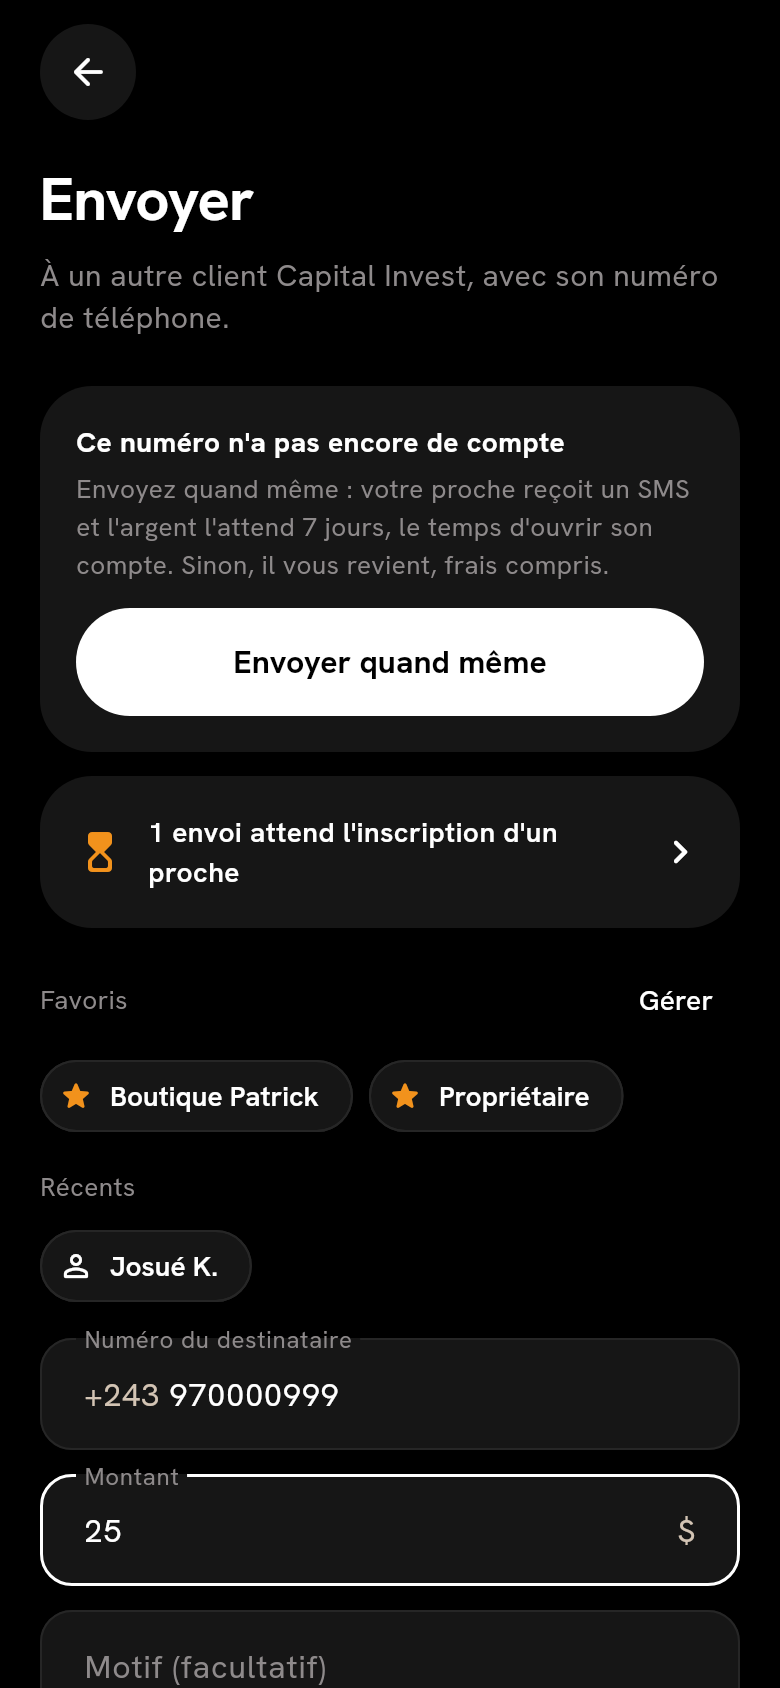 Envoyer
À un autre client Capital Invest, avec son numéro
de téléphone.
Ce numéro n'a pas encore de compte
Envoyez quand même : votre proche reçoit un SMS
et l'argent l'attend 7 jours, le temps d'ouvrir son
compte. Sinon, il vous revient, frais compris.
Envoyer quand même
1 envoi attend l'inscription d'un
proche
Favoris
Gérer
Boutique Patrick
Propriétaire
Récents
Josué K.
Numéro du destinataire
+243 970000999
Montant
25 $
Motif (facultatif)